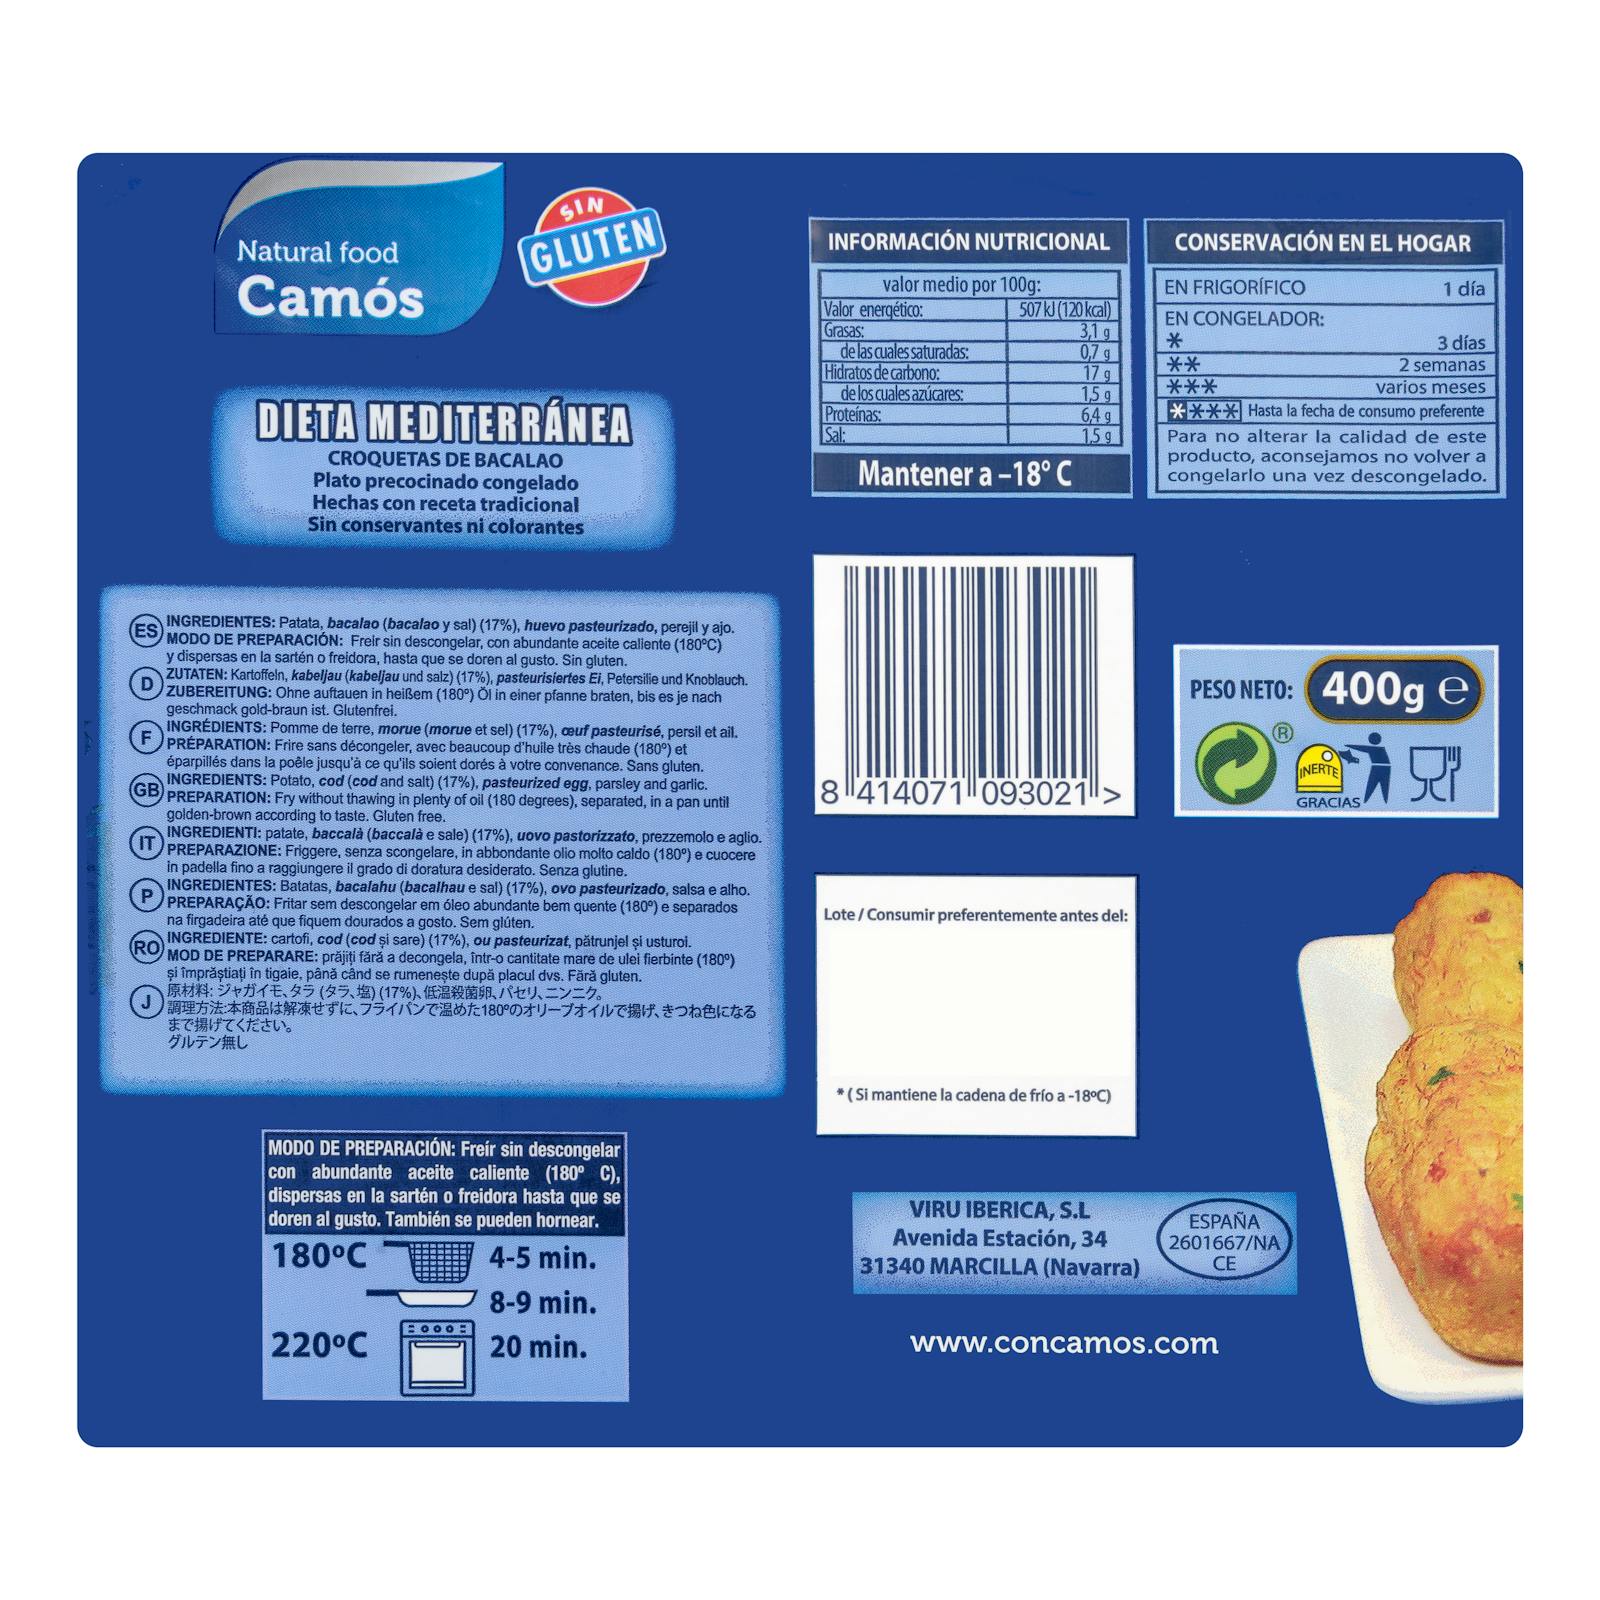 Natural food
Camós
SIN
GLUTEN
DIETA MEDITERRÁNEA
CROQUETAS DE BACALAO
Plato precocinado congelado
Hechas con receta tradicional
Sin conservantes ni colorantes
ES INGREDIENTES: Patata, bacalao (bacalao y sal) (17%), huevo pasteurizado, perejil y ajo.
MODO DE PREPARACIÓN: Freir sin descongelar, con abundante aceite caliente (180ºC)
y dispersas en la sartén o freidora, hasta que se doren al gusto. Sin gluten.
D ZUTATEN: Kartoffeln, kabeljau (kabeljau und salz) (17%), pasteurisiertes Ei, Petersilie und Knoblauch.
ZUBEREITUNG: Ohne auftauen in heißem (180º) Öl in einer pfanne braten, bis es je nach
geschmack gold-braun ist. Glutenfrei.
F INGRÉDIENTS: Pomme de terre, morue (morue et sel) (17%), œuf pasteurisé, persil et ail.
PRÉPARATION: Frire sans décongeler, avec beaucoup d'huile très chaude (180º) et
éparpillés dans la poêle jusqu'à ce qu'ils soient dorés à votre convenance. Sans gluten.
GB INGREDIENTS: Potato, cod (cod and salt) (17%), pasteurized egg, parsley and garlic.
PREPARATION: Fry without thawing in plenty of oil (180 degrees), separated, in a pan until
golden-brown according to taste. Gluten free.
IT INGREDIENTI: patate, baccalà (baccalà e sale) (17%), uovo pastorizzato, prezzemolo e aglio.
PREPARAZIONE: Friggere, senza scongelare, in abbondante olio molto caldo (180º) e cuocere
in padella fino a raggiungere il grado di doratura desiderato. Senza glutine.
P INGREDIENTES: Batatas, bacalahu (bacalhau e sal) (17%), ovo pasteurizado, salsa e alho.
PREPARAÇÃO: Fritar sem descongelar em óleo abundante bem quente (180º) e separados
na firgadeira até que fiquem dourados a gosto. Sem glúten.
RO INGREDIENTE: cartofi, cod (cod și sare) (17%), ou pasteurizat, pătrunjel și usturoi.
MOD DE PREPARARE: prăjiți fără a decongela, într-o cantitate mare de ulei fierbinte (180º)
și împrăștiați în tigaie, până când se rumenește după placul dvs. Fără gluten.
J 原材料: ジャガイモ、タラ (タラ、塩) (17%)、低温殺菌卵、パセリ、ニンニク。
調理方法:本商品は解凍せずに、フライパンで温めた180ºのオリーブオイルで揚げ、きつね色になる
まで揚げてください。
グルテン無し
MODO DE PREPARACIÓN: Freír sin descongelar
con abundante aceite caliente (180º C),
dispersas en la sartén o freidora hasta que se
doren al gusto. También se pueden hornear.
180ºC 4-5 min.
8-9 min.
220ºC 20 min.
INFORMACIÓN NUTRICIONAL
valor medio por 100g:
Valor energético: 507 kJ (120 kcal)
Grasas: 3,1 g
de las cuales saturadas: 0,7 g
Hidratos de carbono: 17 g
de los cuales azúcares: 1,5 g
Proteínas: 6,4 g
Sal: 1,5 g
Mantener a –18º C
CONSERVACIÓN EN EL HOGAR
EN FRIGORÍFICO 1 día
EN CONGELADOR:
* 3 días
** 2 semanas
*** varios meses
**** Hasta la fecha de consumo preferente
Para no alterar la calidad de este
producto, aconsejamos no volver a
congelarlo una vez descongelado.
8 414071 093021 >
PESO NETO: 400g e
®
INERTE
GRACIAS
Lote / Consumir preferentemente antes del:
* ( Si mantiene la cadena de frío a -18ºC)
VIRU IBERICA, S.L
Avenida Estación, 34
31340 MARCILLA (Navarra)
ESPAÑA
2601667/NA
CE
www.concamos.com